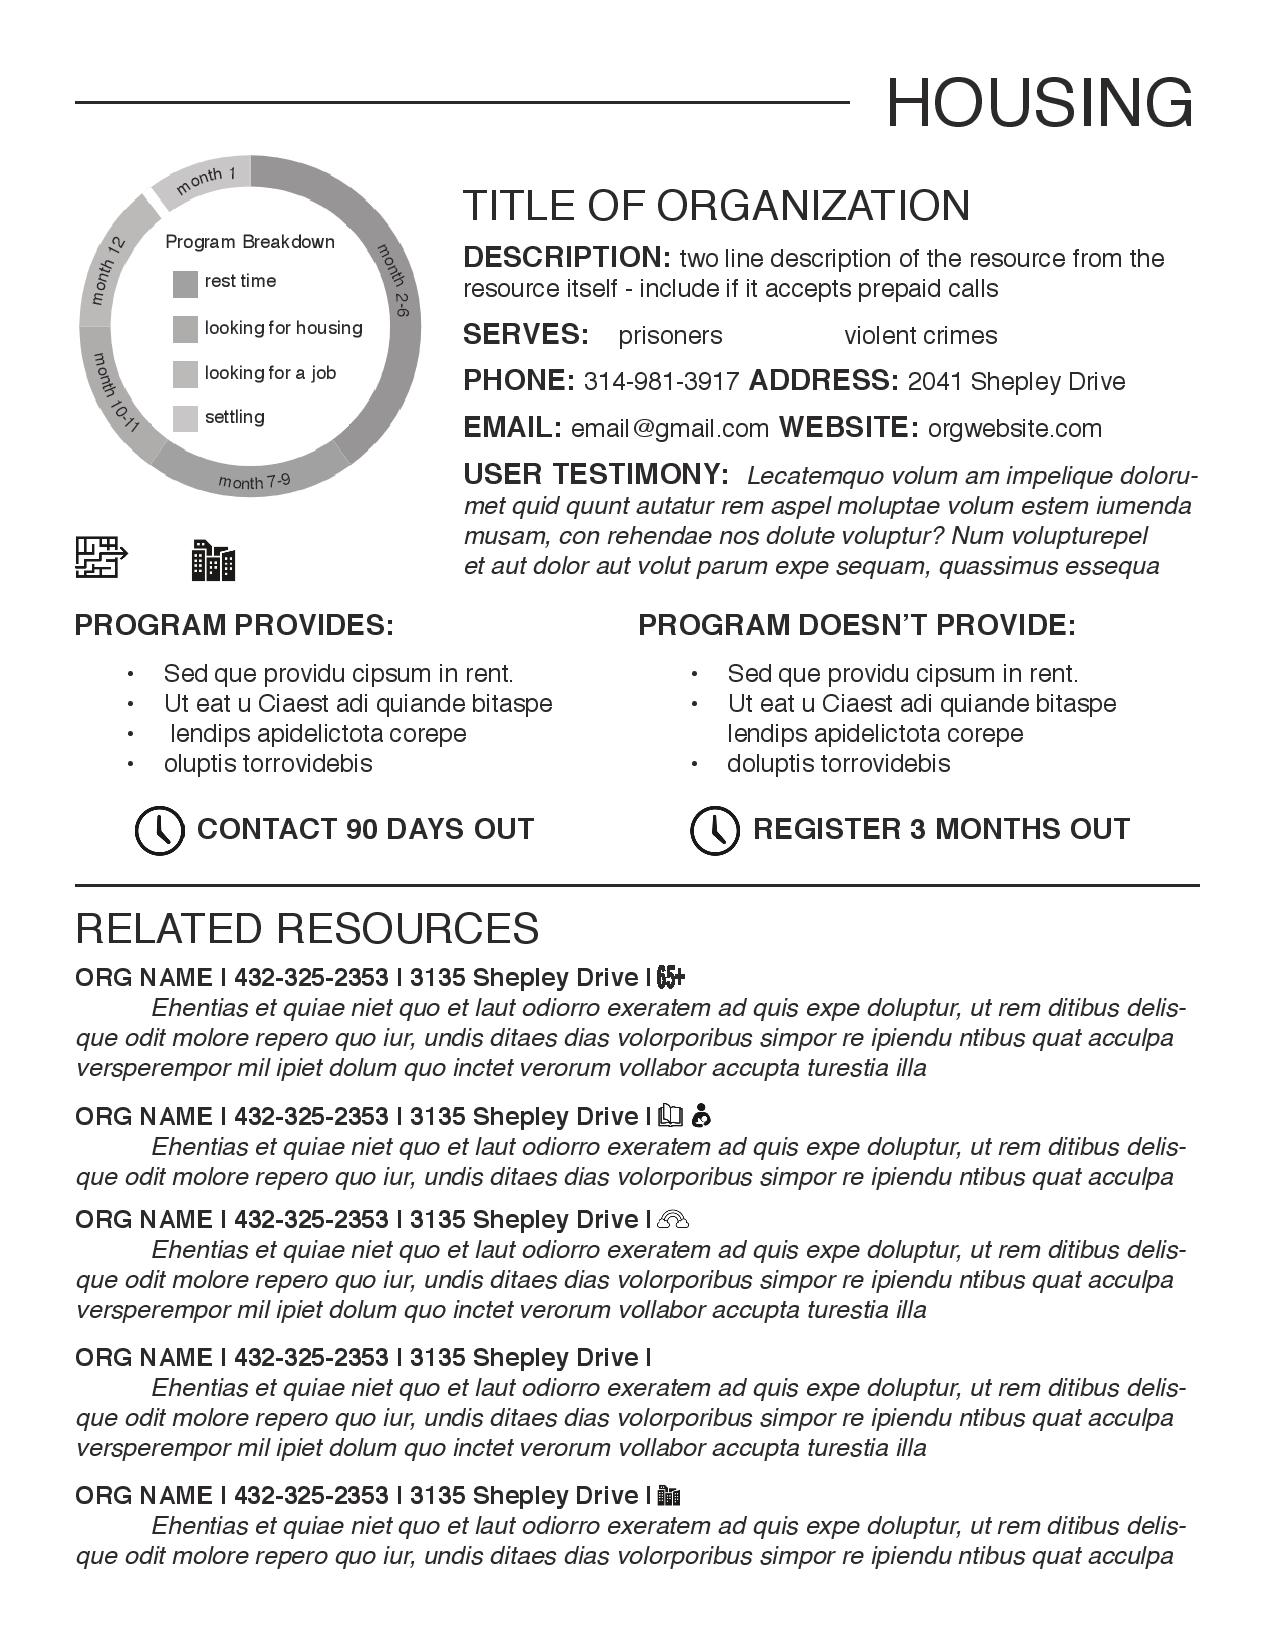 HOUSING
month 1
month 2-6
month 7-9
month 10-11
month 12
Program Breakdown
rest time
looking for housing
looking for a job
settling
TITLE OF ORGANIZATION
DESCRIPTION: two line description of the resource from the
resource itself - include if it accepts prepaid calls
SERVES: prisoners violent crimes
PHONE: 314-981-3917 ADDRESS: 2041 Shepley Drive
EMAIL: email@gmail.com WEBSITE: orgwebsite.com
USER TESTIMONY: Lecatemquo volum am impelique doloru-
met quid quunt autatur rem aspel moluptae volum estem iumenda
musam, con rehendae nos dolute voluptur? Num volupturepel
et aut dolor aut volut parum expe sequam, quassimus essequa
PROGRAM PROVIDES:
• Sed que providu cipsum in rent.
• Ut eat u Ciaest adi quiande bitaspe
• lendips apidelictota corepe
• oluptis torrovidebis
CONTACT 90 DAYS OUT
PROGRAM DOESN'T PROVIDE:
• Sed que providu cipsum in rent.
• Ut eat u Ciaest adi quiande bitaspe
lendips apidelictota corepe
• doluptis torrovidebis
REGISTER 3 MONTHS OUT
RELATED RESOURCES
ORG NAME I 432-325-2353 I 3135 Shepley Drive I 65+
Ehentias et quiae niet quo et laut odiorro exeratem ad quis expe doluptur, ut rem ditibus delis-
que odit molore repero quo iur, undis ditaes dias volorporibus simpor re ipiendu ntibus quat acculpa
versperempor mil ipiet dolum quo inctet verorum vollabor accupta turestia illa
ORG NAME I 432-325-2353 I 3135 Shepley Drive I
Ehentias et quiae niet quo et laut odiorro exeratem ad quis expe doluptur, ut rem ditibus delis-
que odit molore repero quo iur, undis ditaes dias volorporibus simpor re ipiendu ntibus quat acculpa
ORG NAME I 432-325-2353 I 3135 Shepley Drive I
Ehentias et quiae niet quo et laut odiorro exeratem ad quis expe doluptur, ut rem ditibus delis-
que odit molore repero quo iur, undis ditaes dias volorporibus simpor re ipiendu ntibus quat acculpa
versperempor mil ipiet dolum quo inctet verorum vollabor accupta turestia illa
ORG NAME I 432-325-2353 I 3135 Shepley Drive I
Ehentias et quiae niet quo et laut odiorro exeratem ad quis expe doluptur, ut rem ditibus delis-
que odit molore repero quo iur, undis ditaes dias volorporibus simpor re ipiendu ntibus quat acculpa
versperempor mil ipiet dolum quo inctet verorum vollabor accupta turestia illa
ORG NAME I 432-325-2353 I 3135 Shepley Drive I
Ehentias et quiae niet quo et laut odiorro exeratem ad quis expe doluptur, ut rem ditibus delis-
que odit molore repero quo iur, undis ditaes dias volorporibus simpor re ipiendu ntibus quat acculpa